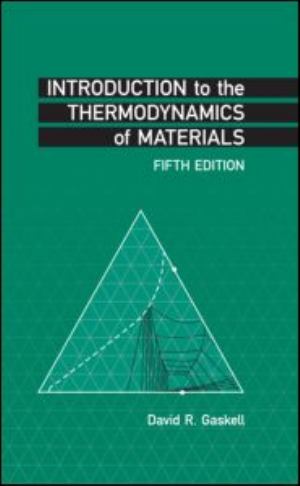 INTRODUCTION to the
THERMODYNAMICS
of MATERIALS
FIFTH EDITION
David R. Gaskell